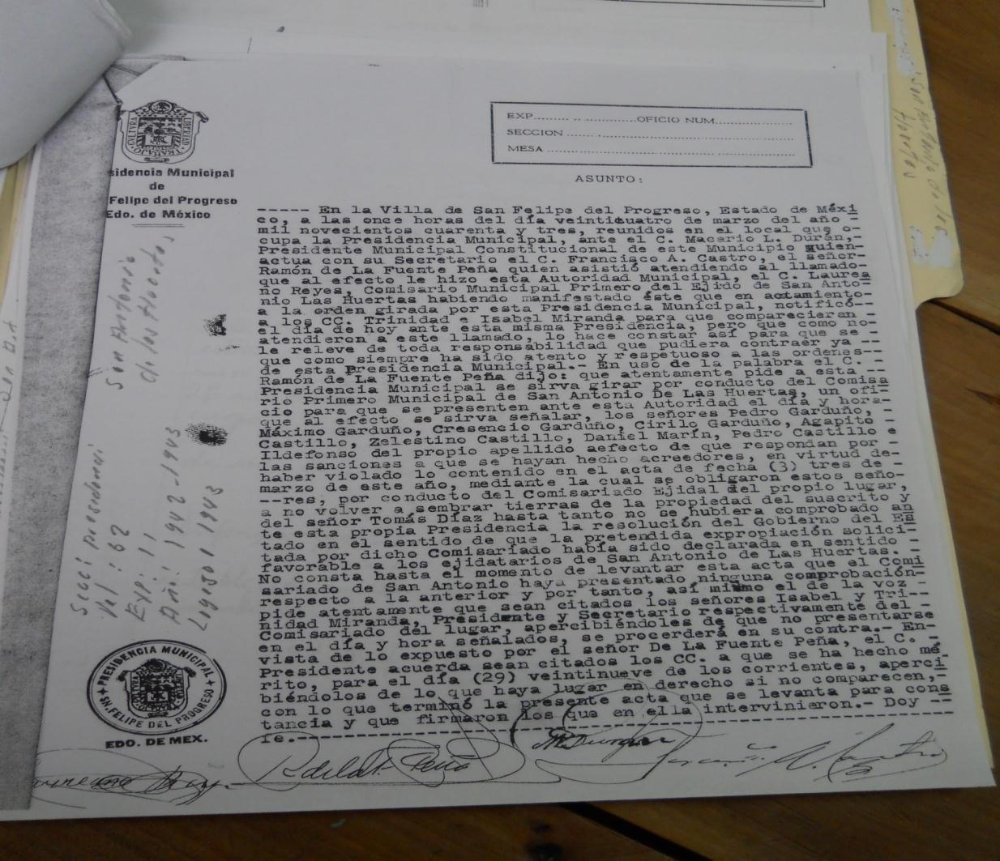 CULTURA
LIBERTAD
TRABAJO
sidencia Municipal
de
Felipe del Progreso
Edo. de México
EXP. OFICIO NUM.
SECCION
MESA
ASUNTO:
----- En la Villa de San Felipe del Progreso, Estado de Méxi
co, a las once horas del día veinticuatro de marzo del año -
mil novecientos cuarenta y tres, reunidos en el local que o-
cupa la Presidencia Municipal, ante el C. Macario L. Durán,-
Presidente Municipal Constitucional de este Municipio quien-
actua con su Secretario el C. Francisco A. Castro, el señor-
Ramón de La Fuente Peña quien asistió atendiendo al llamado-
que al efecto le hizo esta Autoridad Municipal, el C. Laurea
no Reyes, Comisario Municipal Primero del Ejido de San Anto-
nio Las Huertas habiendo manifestado éste que en actamiento-
a la orden girada por esta Presidencia Municipal, notificó-
a los CC. Trinidad e Isabel Miranda para que comparecieran -
el día de hoy ante esta misma Presidencia, pero que como no-
atendieron a este llamado, lo hace constar así para que se -
le releve de toda responsabilidad que pudiera contraer ya --
que como siempre ha sido atento y respetuoso a las ordenes--
de esta Presidencia Municipal.- En uso de la palabra el C. -
Ramón de La Fuente Peña dijo: que atentamente pide a esta --
Presidencia Municipal se sirva girar por conducto del Comisa
rio Primero Municipal de San Antonio De Las Huertas, un ofi-
cio para que se presenten ante esta Autoridad el día y hora-
que al efecto se sirva señalar, los señores Pedro Garduño, -
Máximo Garduño, Cresencio Garduño, Cirilo Garduño, Agapito -
Castillo, Zelestino Castillo, Daniel Marín, Pedro Castillo e
Ildefonso del propio apellido aefecto de que respondan por -
las sanciones a que se hayan hecho acreedores, en virtud de-
haber violado lo contenido en el acta de fecha (3) tres de -
marzo de este año, mediante la cual se obligaron estos seño-
--res, por conducto del Comisariado Ejidal del propio lugar,
a no volver a sembrar tierras de la propiedad del suscrito y
del señor Tomás Díaz hasta tanto no se hubiera comprobado an
te esta propia Presidencia la resolución del Gobierno del Es
tado en el sentido de que la pretendida expropiación solici-
tada por dicho Comisariado había sido declarada en sentido -
favorable a los ejidatarios de San Antonio de Las Huertas. -
No consta hasta el momento de levantar esta acta que el Comi
sariado de San Antonio haya presentado ninguna comprobación-
respecto a la anterior y por tanto, así mismo el de la voz -
pide atentamente que sean citados los señores Isabel y Tri--
nidad Miranda, Presidente y Secretario respectivamente del -
Comisariado del lugar, apercibiéndoles de que no presentarse
en el día y hora señalados, se procerderá en su contra.- En-
vista de lo expuesto por el señor De La Fuente Peña, el C. -
Presidente acuerda sean citados los CC. a que se ha hecho mé
rito, para el día (29) veintinueve de los corrientes, aperci
biéndolos de lo que haya lugar en derecho si no comparecen,-
con lo que terminó la presente acta que se levanta para cons
tancia y que firmaron los que en ella intervinieron.- Doy --
fe.-----
San Antonio
de las Huertas
Secc: presidencia
Vol: 62
Exp: 11
Año: 1942-1943
Legajo 1 1943
PRESIDENCIA MUNICIPAL
SAN FELIPE DEL PROGRESO
EDO. DE MEX.